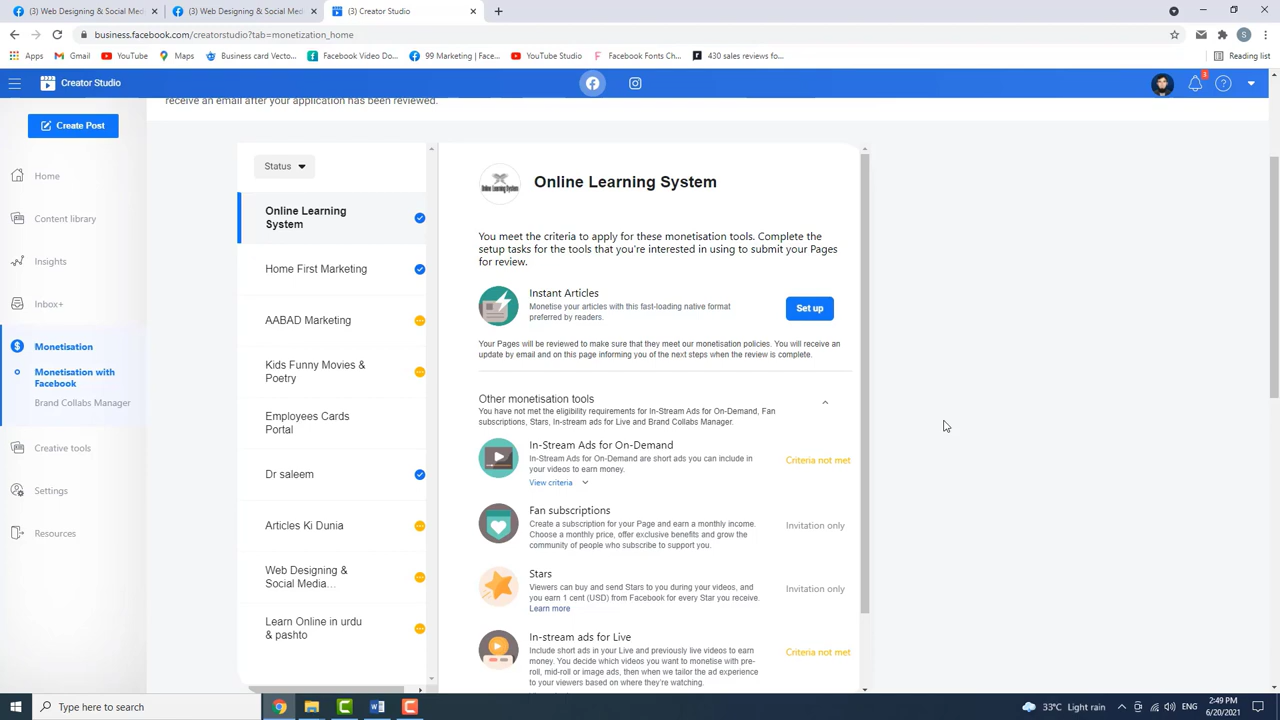 (3) Web Designing & Social Medi
(3) Web Designing & Social Medi
(3) Creator Studio
business.facebook.com/creatorstudio?tab=monetization_home
S
Apps
Gmail
YouTube
Maps
Business card Vecto...
Facebook Video Do...
99 Marketing | Face...
YouTube Studio
Facebook Fonts Ch...
430 sales reviews fo...
Reading list
Creator Studio
3
receive an email after your application has been reviewed.
Create Post
Home
Content library
Insights
Inbox+
Monetisation
Monetisation with
Facebook
Brand Collabs Manager
Creative tools
Settings
Resources
Status
Online Learning
System
Home First Marketing
AABAD Marketing
Kids Funny Movies &
Poetry
Employees Cards
Portal
Dr saleem
Articles Ki Dunia
Web Designing &
Social Media...
Learn Online in urdu
& pashto
Online Learning System
Online Learning System
You meet the criteria to apply for these monetisation tools. Complete the
setup tasks for the tools that you're interested in using to submit your Pages
for review.
Instant Articles
Monetise your articles with this fast-loading native format
preferred by readers.
Set up
Your Pages will be reviewed to make sure that they meet our monetisation policies. You will receive an
update by email and on this page informing you of the next steps when the review is complete.
Other monetisation tools
You have not met the eligibility requirements for In-Stream Ads for On-Demand, Fan
subscriptions, Stars, In-stream ads for Live and Brand Collabs Manager.
In-Stream Ads for On-Demand
In-Stream Ads for On-Demand are short ads you can include in
your videos to earn money.
View criteria
Criteria not met
Fan subscriptions
Create a subscription for your Page and earn a monthly income.
Choose a monthly price, offer exclusive benefits and grow the
community of people who subscribe to support you.
Invitation only
Stars
Viewers can buy and send Stars to you during your videos, and
you earn 1 cent (USD) from Facebook for every Star you receive.
Learn more
Invitation only
In-stream ads for Live
Include short ads in your Live and previously live videos to earn
money. You decide which videos you want to monetise with pre-
roll, mid-roll or image ads, then when we tailor the ad experience
to your viewers based on where they're watching.
Criteria not met
Type here to search
33°C Light rain
ENG
2:49 PM
6/20/2021